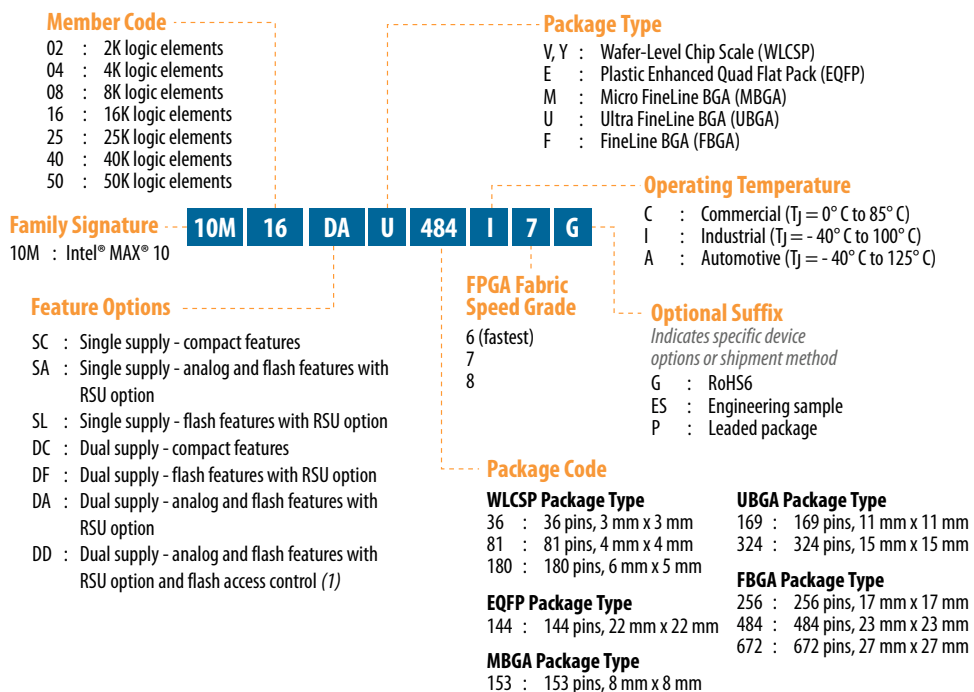 Member Code
02 : 2K logic elements
04 : 4K logic elements
08 : 8K logic elements
16 : 16K logic elements
25 : 25K logic elements
40 : 40K logic elements
50 : 50K logic elements
Package Type
V, Y : Wafer-Level Chip Scale (WLCSP)
E : Plastic Enhanced Quad Flat Pack (EQFP)
M : Micro FineLine BGA (MBGA)
U : Ultra FineLine BGA (UBGA)
F : FineLine BGA (FBGA)
Family Signature
10M : Intel® MAX® 10
10M 16 DA U 484 I 7 G
Operating Temperature
C : Commercial (TJ = 0° C to 85° C)
I : Industrial (TJ = - 40° C to 100° C)
A : Automotive (TJ = - 40° C to 125° C)
Feature Options
SC : Single supply - compact features
SA : Single supply - analog and flash features with
RSU option
SL : Single supply - flash features with RSU option
DC : Dual supply - compact features
DF : Dual supply - flash features with RSU option
DA : Dual supply - analog and flash features with
RSU option
DD : Dual supply - analog and flash features with
RSU option and flash access control (1)
FPGA Fabric
Speed Grade
6 (fastest)
7
8
Optional Suffix
Indicates specific device
options or shipment method
G : RoHS6
ES : Engineering sample
P : Leaded package
Package Code
WLCSP Package Type
36 : 36 pins, 3 mm x 3 mm
81 : 81 pins, 4 mm x 4 mm
180 : 180 pins, 6 mm x 5 mm
EQFP Package Type
144 : 144 pins, 22 mm x 22 mm
MBGA Package Type
153 : 153 pins, 8 mm x 8 mm
UBGA Package Type
169 : 169 pins, 11 mm x 11 mm
324 : 324 pins, 15 mm x 15 mm
FBGA Package Type
256 : 256 pins, 17 mm x 17 mm
484 : 484 pins, 23 mm x 23 mm
672 : 672 pins, 27 mm x 27 mm